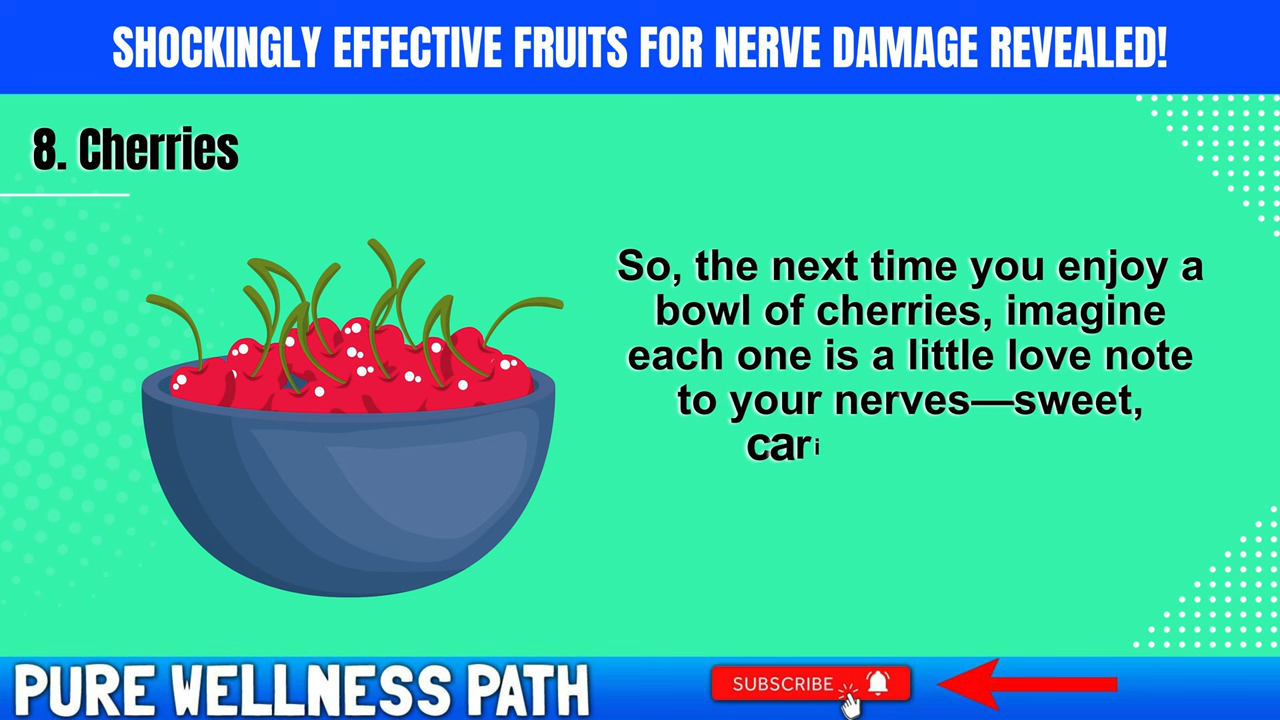 SHOCKINGLY EFFECTIVE FRUITS FOR NERVE DAMAGE REVEALED!
8. Cherries
So, the next time you enjoy a
bowl of cherries, imagine
each one is a little love note
to your nerves—sweet,
cari
PURE WELLNESS PATH
SUBSCRIBE